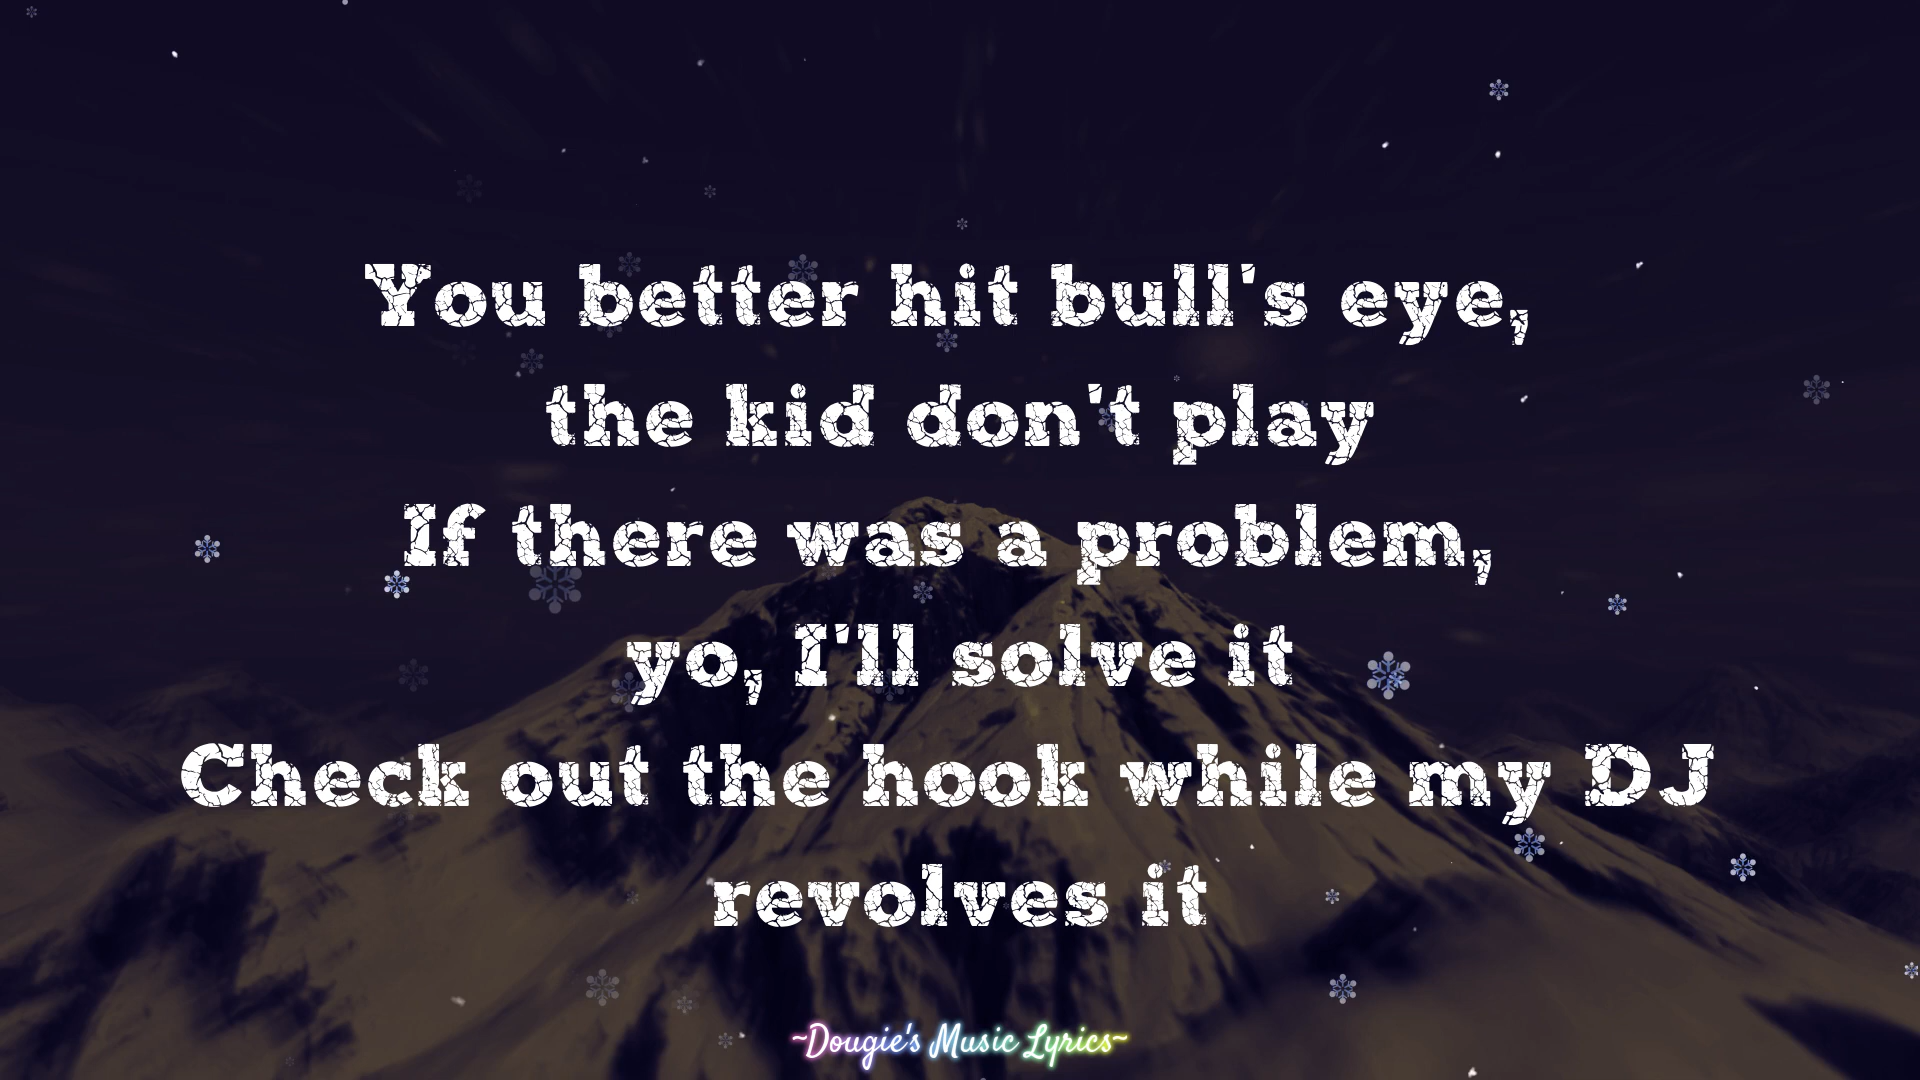 You better hit bull's eye,
the kid don't play
If there was a problem,
yo, I'll solve it
Check out the hook while my DJ
revolves it
~Dougie's Music Lyrics~